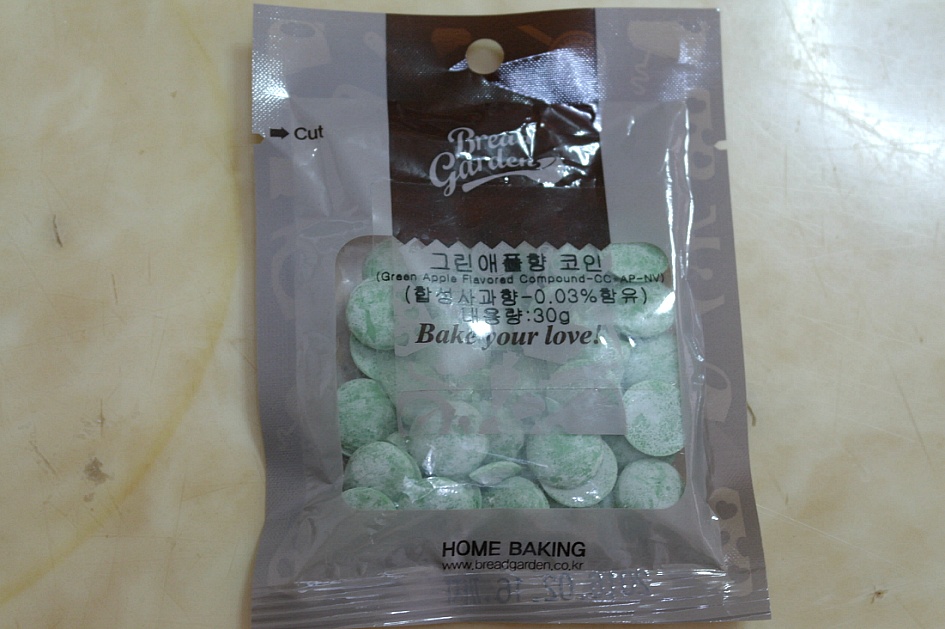 ➡ Cut
Bread
Garden
그린애플향 코인
(Green Apple Flavored Compound-CC-AP-NV)
(합성사과향-0.03%함유)
내용량:30g
Bake your love!
HOME BAKING
www.breadgarden.co.kr